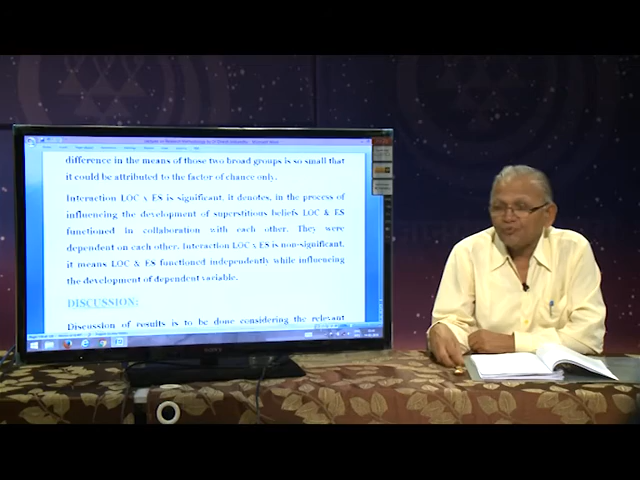 difference in the means of those two broad groups is so small that
it could be attributed to the factor of chance only.
Interaction LOC x ES is significant, it denotes, in the process of
influencing the development of superstitous beliefs LOC & ES
functioned in collaboration with each other. They were
dependent on each other. Interaction LOC x ES is non-significant,
it means LOC & ES functioned independently while influencing
the development of dependent variable.
DISCUSSION:
Discussion of results is to be done considering the relevant